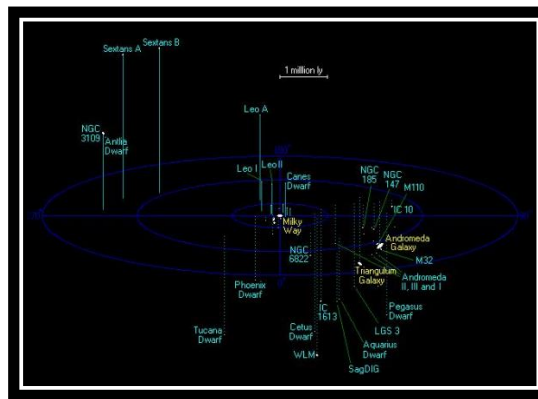 Sextans B
Sextans A
1 million ly
Leo A
NGC
3109
Antlia
Dwarf
Leo I
Leo II
Canes
Dwarf
NGC
185
NGC
147
M110
IC 10
Milky
Way
Andromeda
Galaxy
M32
NGC
6822
Triangulum
Galaxy
Andromeda
II, III and I
Phoenix
Dwarf
Pegasus
Dwarf
IC
1613
LGS 3
Tucana
Dwarf
Cetus
Dwarf
Aquarius
Dwarf
WLM
SagDIG